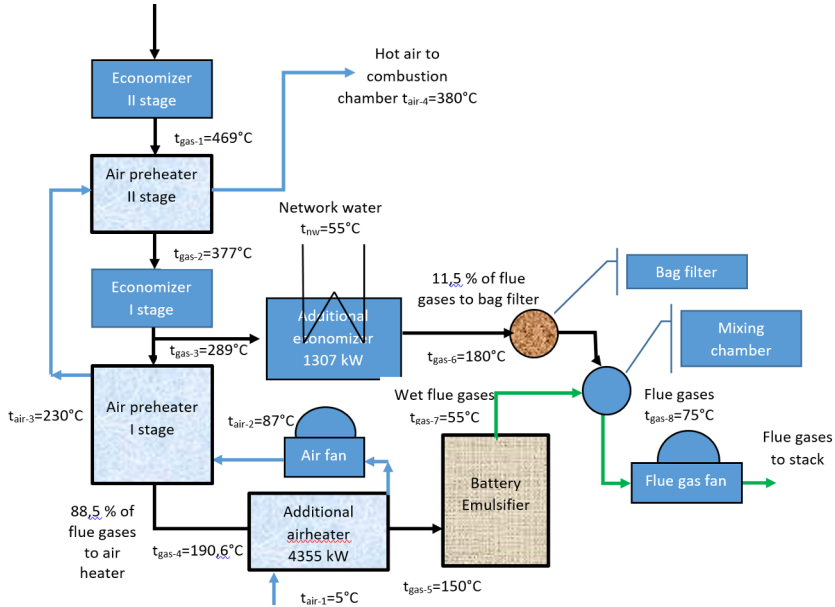 Economizer
II stage
Hot air to
combustion
chamber tair-4=380°C
tgas-1=469°C
Air preheater
II stage
tgas-2=377°C
Network water
tnw=55°C
Economizer
I stage
11,5 % of flue
gases to bag filter
Bag filter
Additional
economizer
1307 kW
tgas-3=289°C
tgas-6=180°C
Mixing
chamber
Air preheater
I stage
tair-3=230°C
tair-2=87°C
Air fan
Wet flue gases
tgas-7=55°C
Flue gases
tgas-8=75°C
Flue gases
to stack
Flue gas fan
Battery
Emulsifier
88,5 % of
flue gases
to air
heater
tgas-4=190,6°C
Additional
airheater
4355 kW
tgas-5=150°C
tair-1=5°C